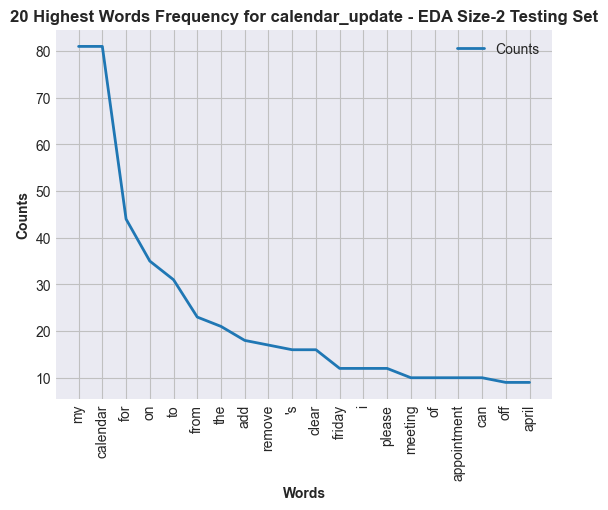 20 Highest Words Frequency for calendar_update - EDA Size-2 Testing Set
Counts
80
70
60
50
40
30
20
10
Counts
my
calendar
for
on
to
from
the
add
remove
's
clear
friday
i
please
meeting
of
appointment
can
off
april
Words